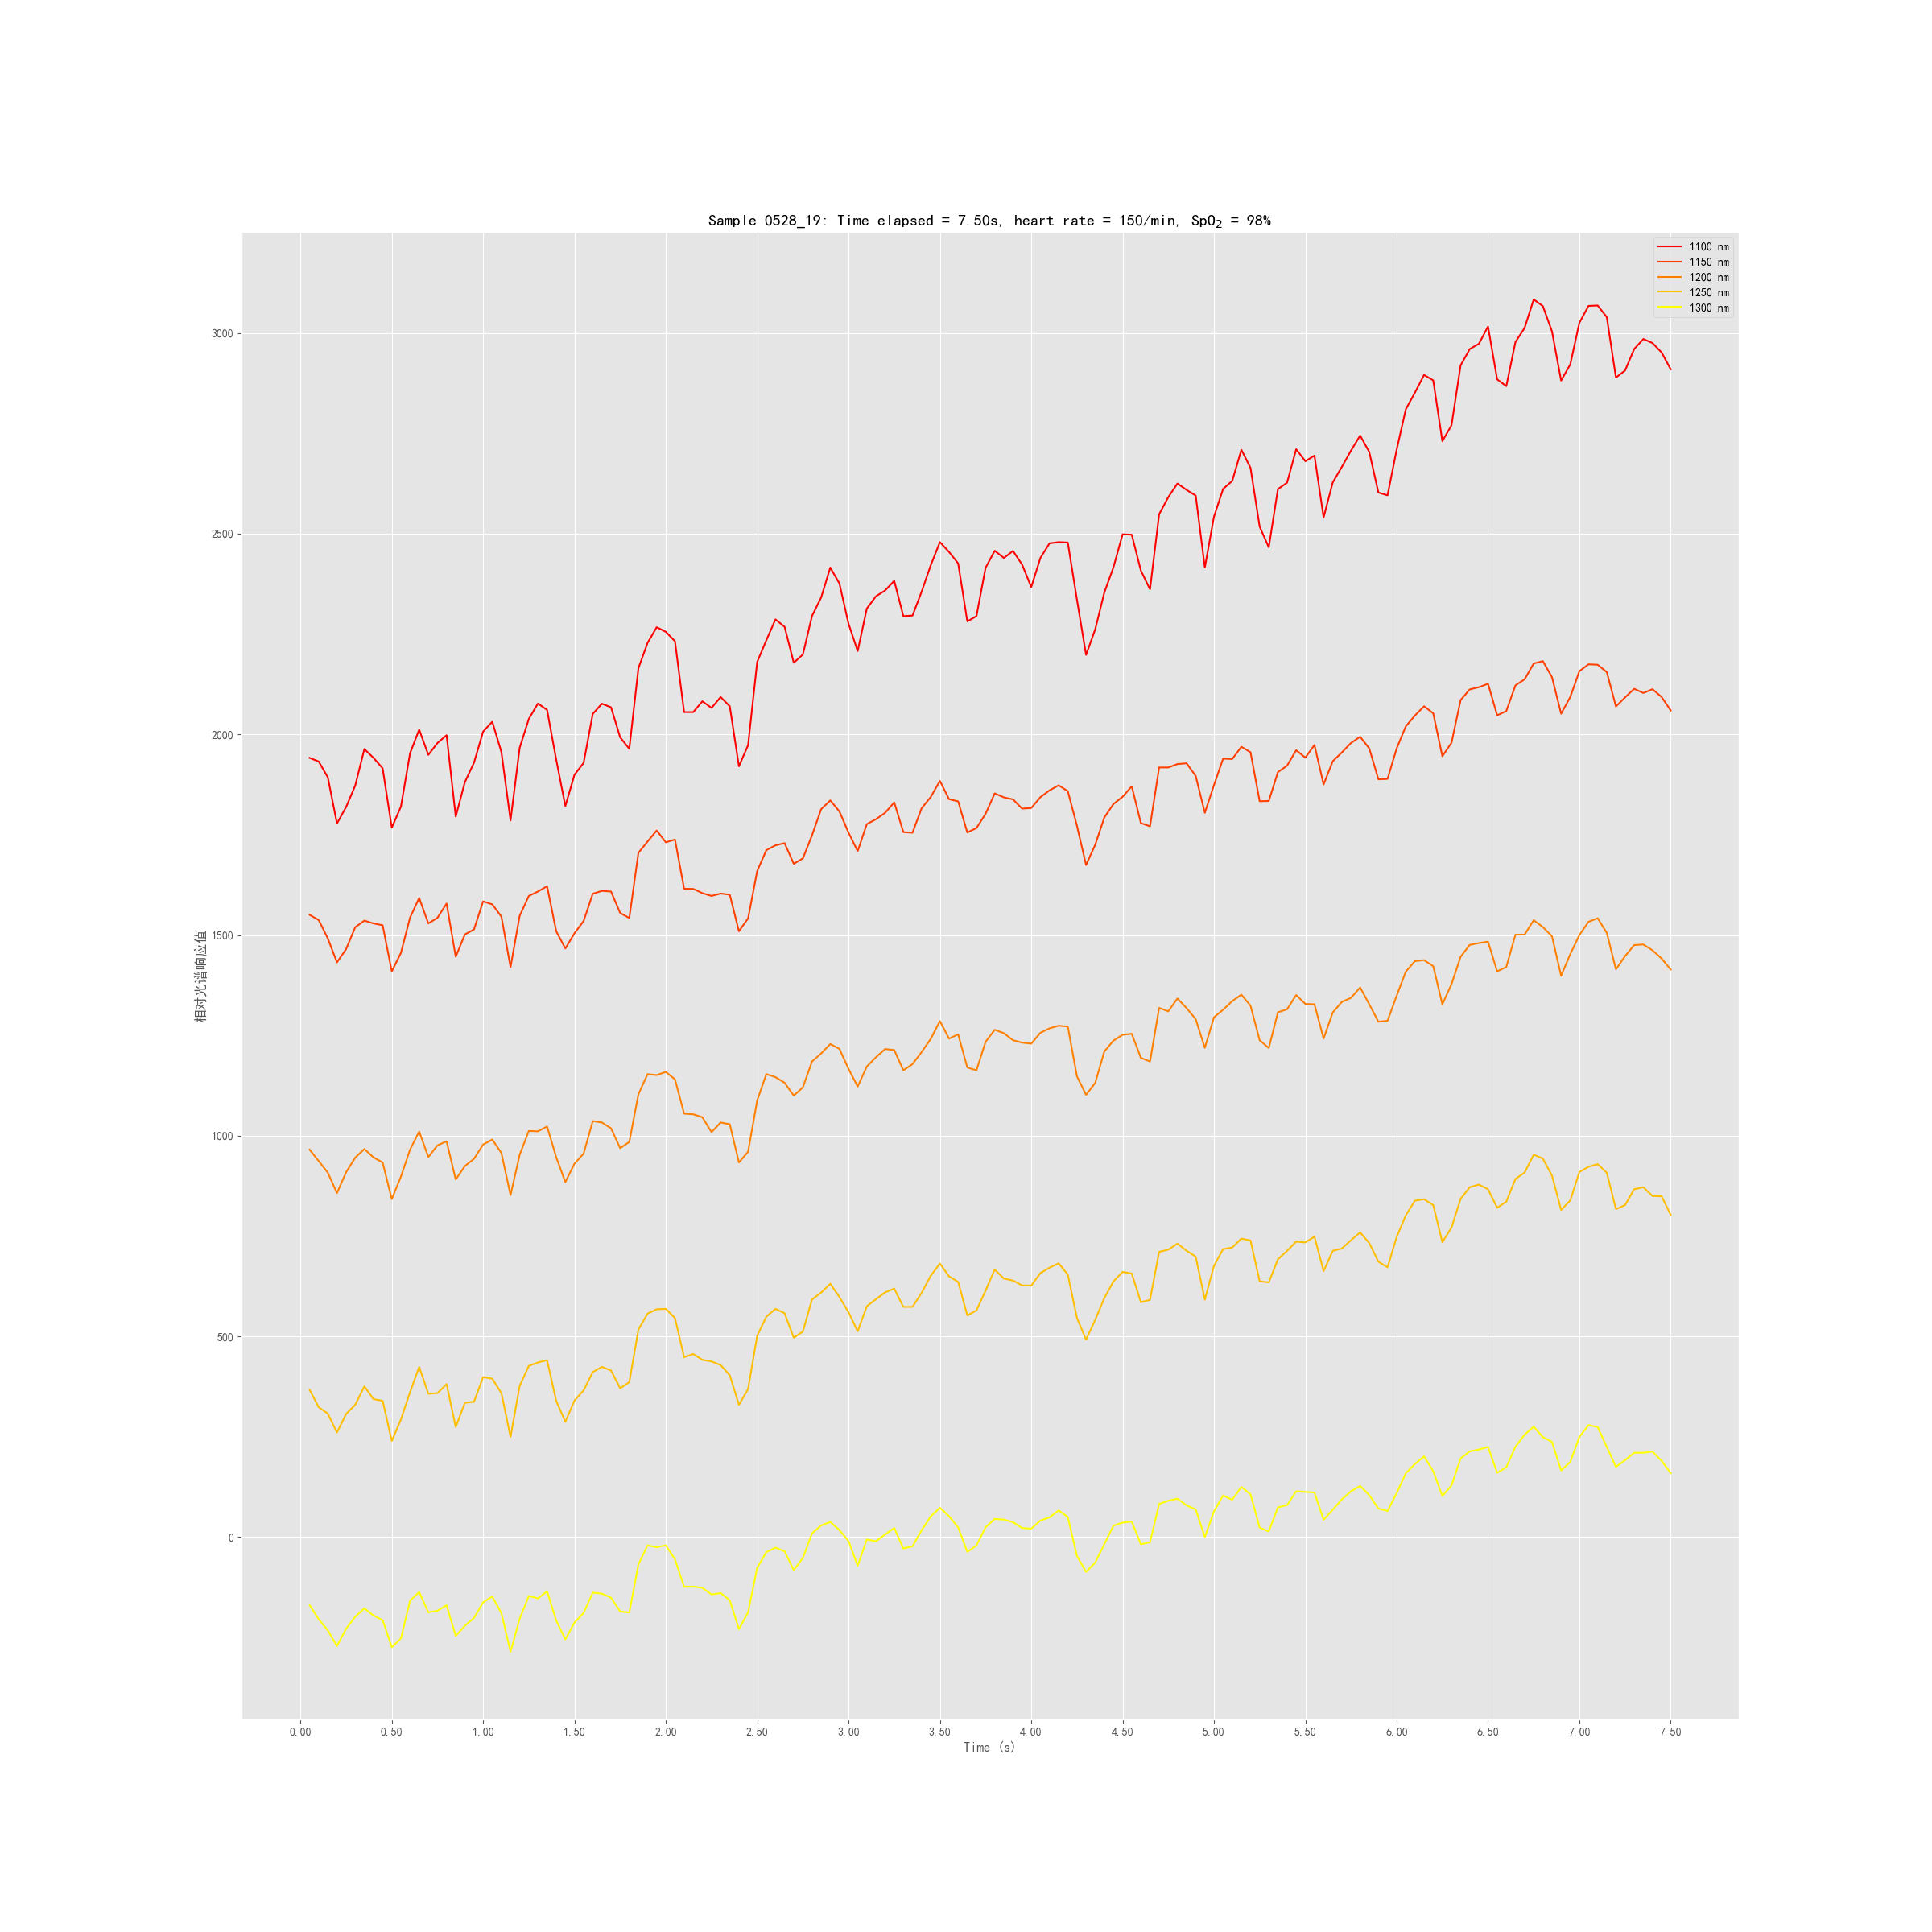 Sample 0528_19: Time elapsed = 7.50s, heart rate = 150/min, SpO₂ = 98%
1100 nm
1150 nm
1200 nm
1250 nm
1300 nm
3000
2500
2000
1500
1000
500
0
相对光谱响应值
0.00 0.50 1.00 1.50 2.00 2.50 3.00 3.50 4.00 4.50 5.00 5.50 6.00 6.50 7.00 7.50
Time (s)